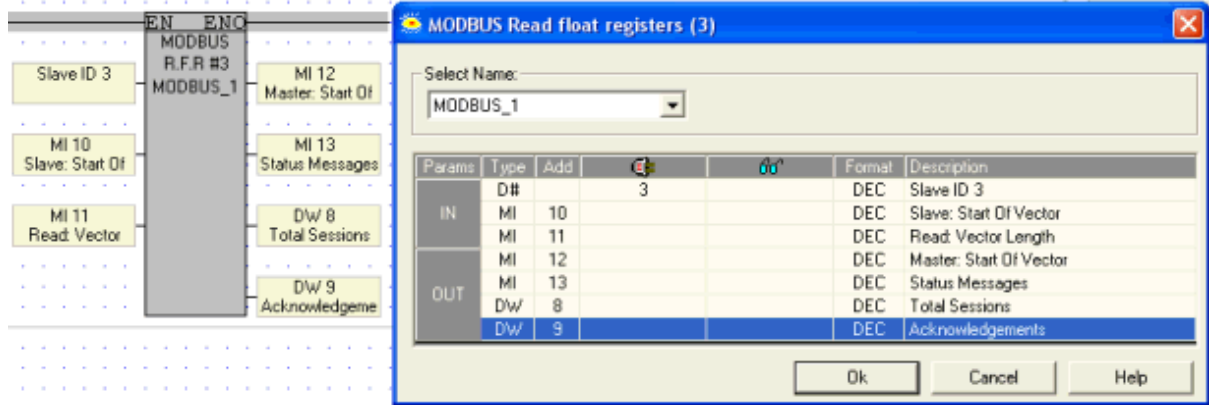 EN ENO
MODBUS
R.F.R #3
MODBUS_1
Slave ID 3
MI 10
Slave: Start Of
MI 11
Read: Vector
MI 12
Master: Start Of
MI 13
Status Messages
DW 8
Total Sessions
DW 9
Acknowledgeme
MODBUS Read float registers (3)
Select Name:
MODBUS_1
Params Type Add Format Description
IN
D# 3 DEC Slave ID 3
MI 10 DEC Slave: Start Of Vector
MI 11 DEC Read: Vector Length
OUT
MI 12 DEC Master: Start Of Vector
MI 13 DEC Status Messages
DW 8 DEC Total Sessions
DW 9 DEC Acknowledgements
Ok Cancel Help